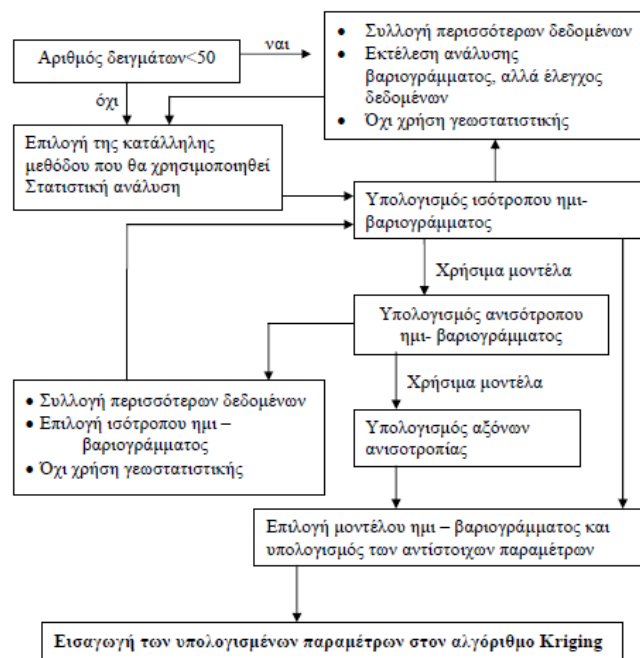 Αριθμός δειγμάτων<50
ναι
• Συλλογή περισσότερων δεδομένων
• Εκτέλεση ανάλυσης
βαριογράμματος, αλλά έλεγχος
δεδομένων
• Όχι χρήση γεωστατιστικής
όχι
Επιλογή της κατάλληλης
μεθόδου που θα χρησιμοποιηθεί
Στατιστική ανάλυση
Υπολογισμός ισότροπου ημι-
βαριογράμματος
Χρήσιμα μοντέλα
Υπολογισμός ανισότροπου
ημι- βαριογράμματος
Χρήσιμα μοντέλα
• Συλλογή περισσότερων δεδομένων
• Επιλογή ισότροπου ημι –
βαριογράμματος
• Όχι χρήση γεωστατιστικής
Υπολογισμός αξόνων
ανισοτροπίας
Επιλογή μοντέλου ημι – βαριογράμματος και
υπολογισμός των αντίστοιχων παραμέτρων
Εισαγωγή των υπολογισμένων παραμέτρων στον αλγόριθμο Kriging